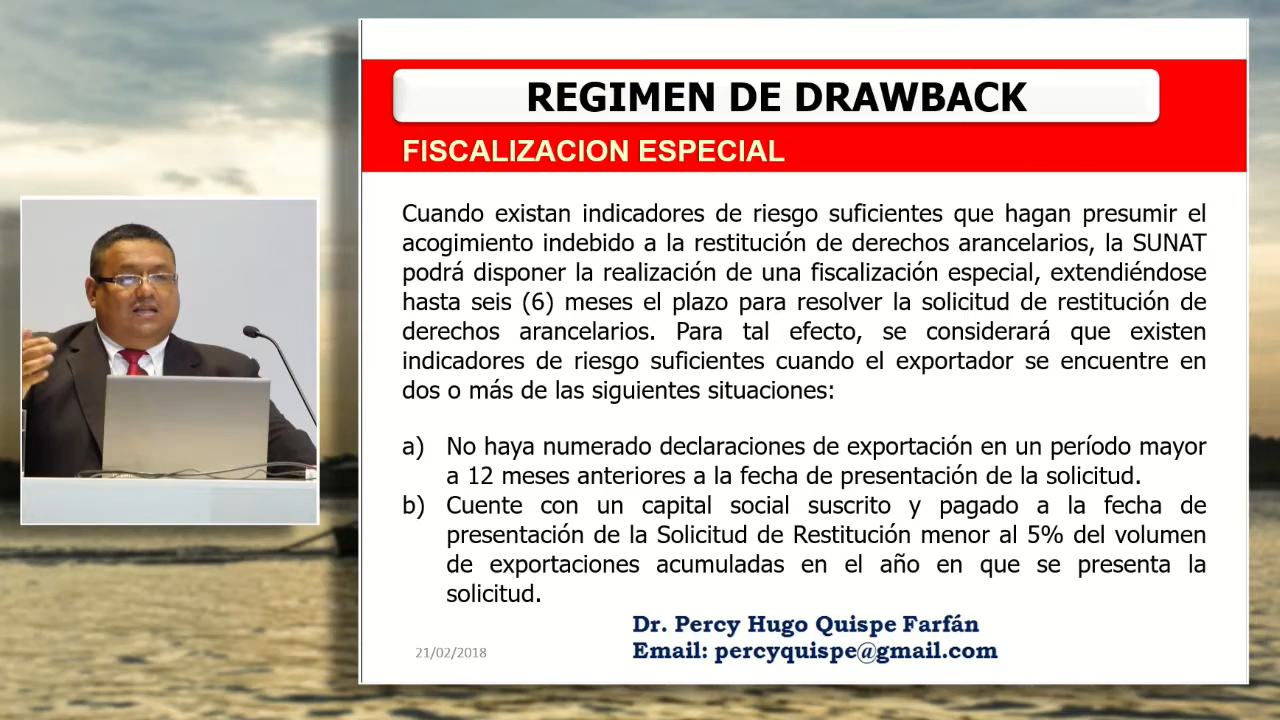 REGIMEN DE DRAWBACK
FISCALIZACION ESPECIAL
Cuando existan indicadores de riesgo suficientes que hagan presumir el
acogimiento indebido a la restitución de derechos arancelarios, la SUNAT
podrá disponer la realización de una fiscalización especial, extendiéndose
hasta seis (6) meses el plazo para resolver la solicitud de restitución de
derechos arancelarios. Para tal efecto, se considerará que existen
indicadores de riesgo suficientes cuando el exportador se encuentre en
dos o más de las siguientes situaciones:
a) No haya numerado declaraciones de exportación en un período mayor
a 12 meses anteriores a la fecha de presentación de la solicitud.
b) Cuente con un capital social suscrito y pagado a la fecha de
presentación de la Solicitud de Restitución menor al 5% del volumen
de exportaciones acumuladas en el año en que se presenta la
solicitud.
Dr. Percy Hugo Quispe Farfán
Email: percyquispe@gmail.com
21/02/2018